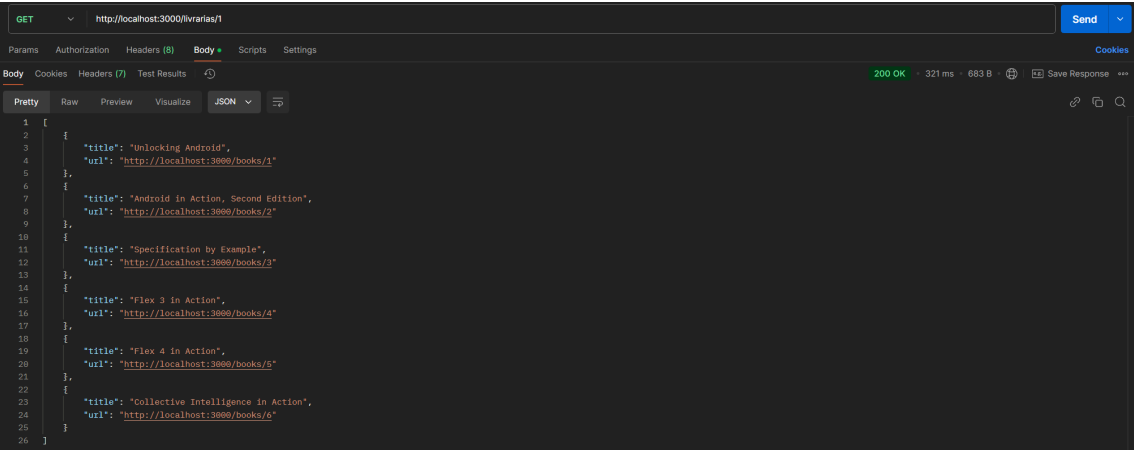 GET http://localhost:3000/livrarias/1 Send
Params Authorization Headers (8) Body Scripts Settings Cookies
Body Cookies Headers (7) Test Results 200 OK 321 ms 683 B Save Response
Pretty Raw Preview Visualize JSON
1 [
2 {
3 "title": "Unlocking Android",
4 "url": "http://localhost:3000/books/1"
5 },
6 {
7 "title": "Android in Action, Second Edition",
8 "url": "http://localhost:3000/books/2"
9 },
10 {
11 "title": "Specification by Example",
12 "url": "http://localhost:3000/books/3"
13 },
14 {
15 "title": "Flex 3 in Action",
16 "url": "http://localhost:3000/books/4"
17 },
18 {
19 "title": "Flex 4 in Action",
20 "url": "http://localhost:3000/books/5"
21 },
22 {
23 "title": "Collective Intelligence in Action",
24 "url": "http://localhost:3000/books/6"
25 }
26 ]